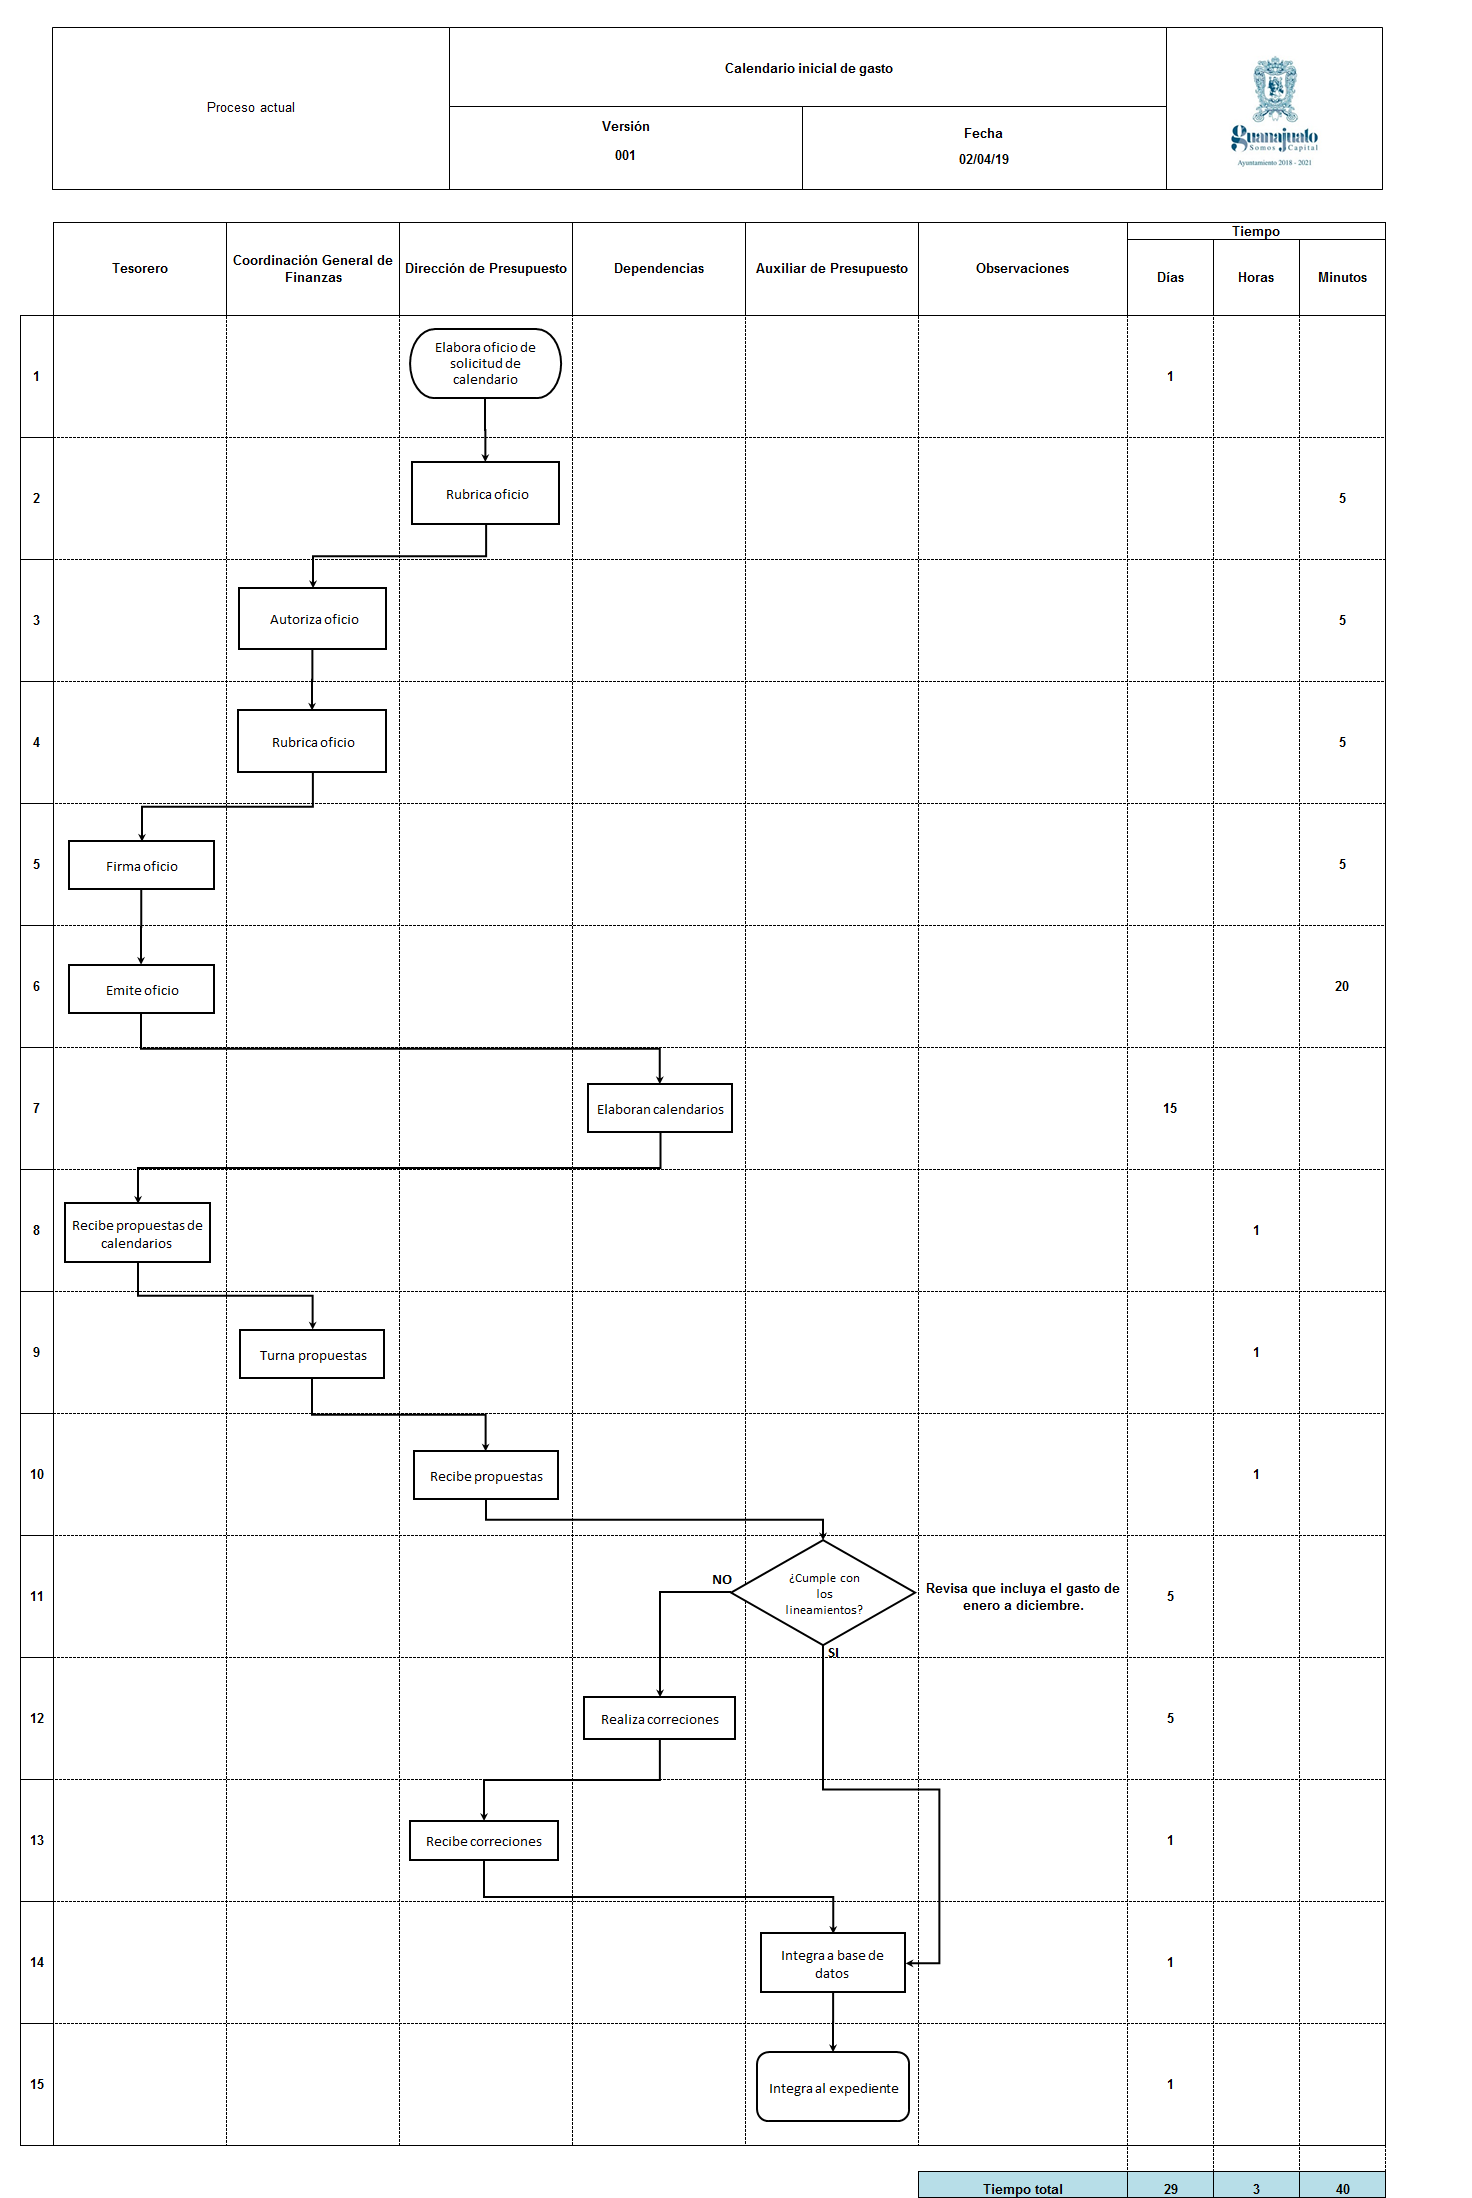 Proceso actual
Calendario inicial de gasto
Versión
001
Fecha
02/04/19
Guanajuato
Somos Capital
Ayuntamiento 2018 - 2021
Tesorero
Coordinación General de
Finanzas
Dirección de Presupuesto
Dependencias
Auxiliar de Presupuesto
Observaciones
Tiempo
Días
Horas
Minutos
1
Elabora oficio de
solicitud de
calendario
1
2
Rubrica oficio
5
3
Autoriza oficio
5
4
Rubrica oficio
5
5
Firma oficio
5
6
Emite oficio
20
7
Elaboran calendarios
15
8
Recibe propuestas de
calendarios
1
9
Turna propuestas
1
10
Recibe propuestas
1
11
NO
¿Cumple con
los
lineamientos?
SI
Revisa que incluya el gasto de
enero a diciembre.
5
12
Realiza correciones
5
13
Recibe correciones
1
14
Integra a base de
datos
1
15
Integra al expediente
1
Tiempo total
29
3
40